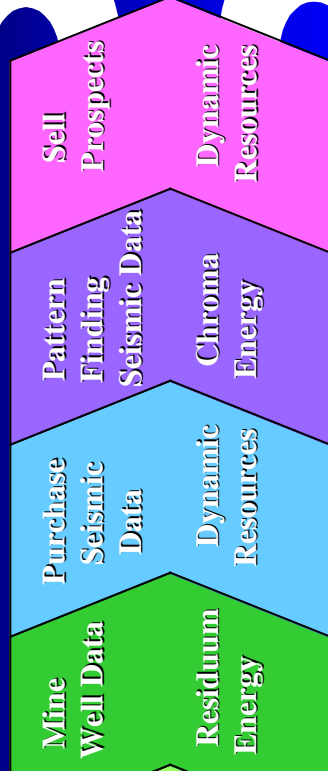 Sell
Prospects
Dynamic
Resources
Pattern
Finding
Seismic Data
Chroma
Energy
Purchase
Seismic
Data
Dynamic
Resources
Mine
Well Data
Residuum
Energy